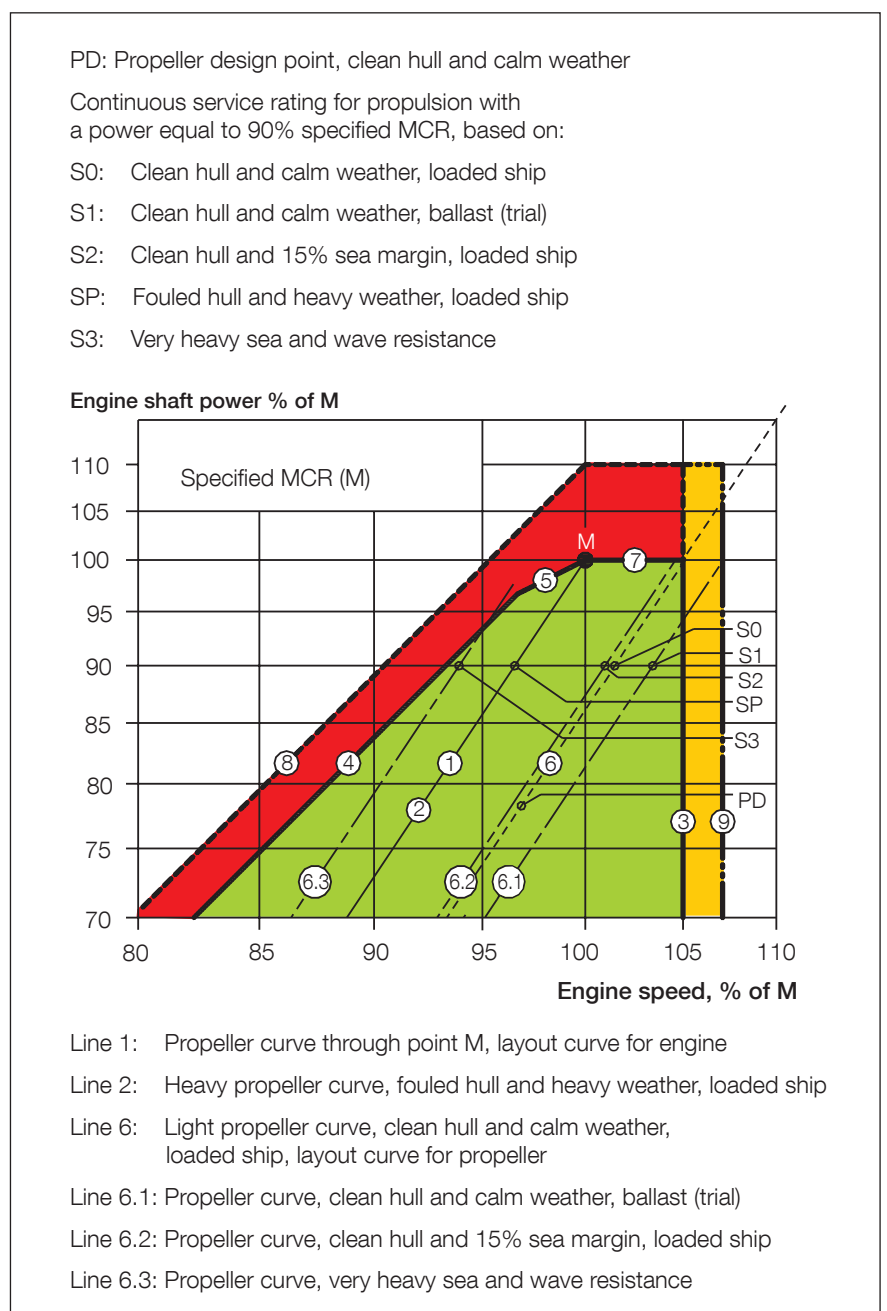 PD: Propeller design point, clean hull and calm weather
Continuous service rating for propulsion with
a power equal to 90% specified MCR, based on:
S0: Clean hull and calm weather, loaded ship
S1: Clean hull and calm weather, ballast (trial)
S2: Clean hull and 15% sea margin, loaded ship
SP: Fouled hull and heavy weather, loaded ship
S3: Very heavy sea and wave resistance
Engine shaft power % of M
110
Specified MCR (M)
105
M
100
5
7
95
S0
S1
90
S2
SP
85
S3
8
4
1
6
80
PD
2
3
9
75
6.3
6.2
6.1
70
80
85
90
95
100
105
110
Engine speed, % of M
Line 1: Propeller curve through point M, layout curve for engine
Line 2: Heavy propeller curve, fouled hull and heavy weather, loaded ship
Line 6: Light propeller curve, clean hull and calm weather,
loaded ship, layout curve for propeller
Line 6.1: Propeller curve, clean hull and calm weather, ballast (trial)
Line 6.2: Propeller curve, clean hull and 15% sea margin, loaded ship
Line 6.3: Propeller curve, very heavy sea and wave resistance